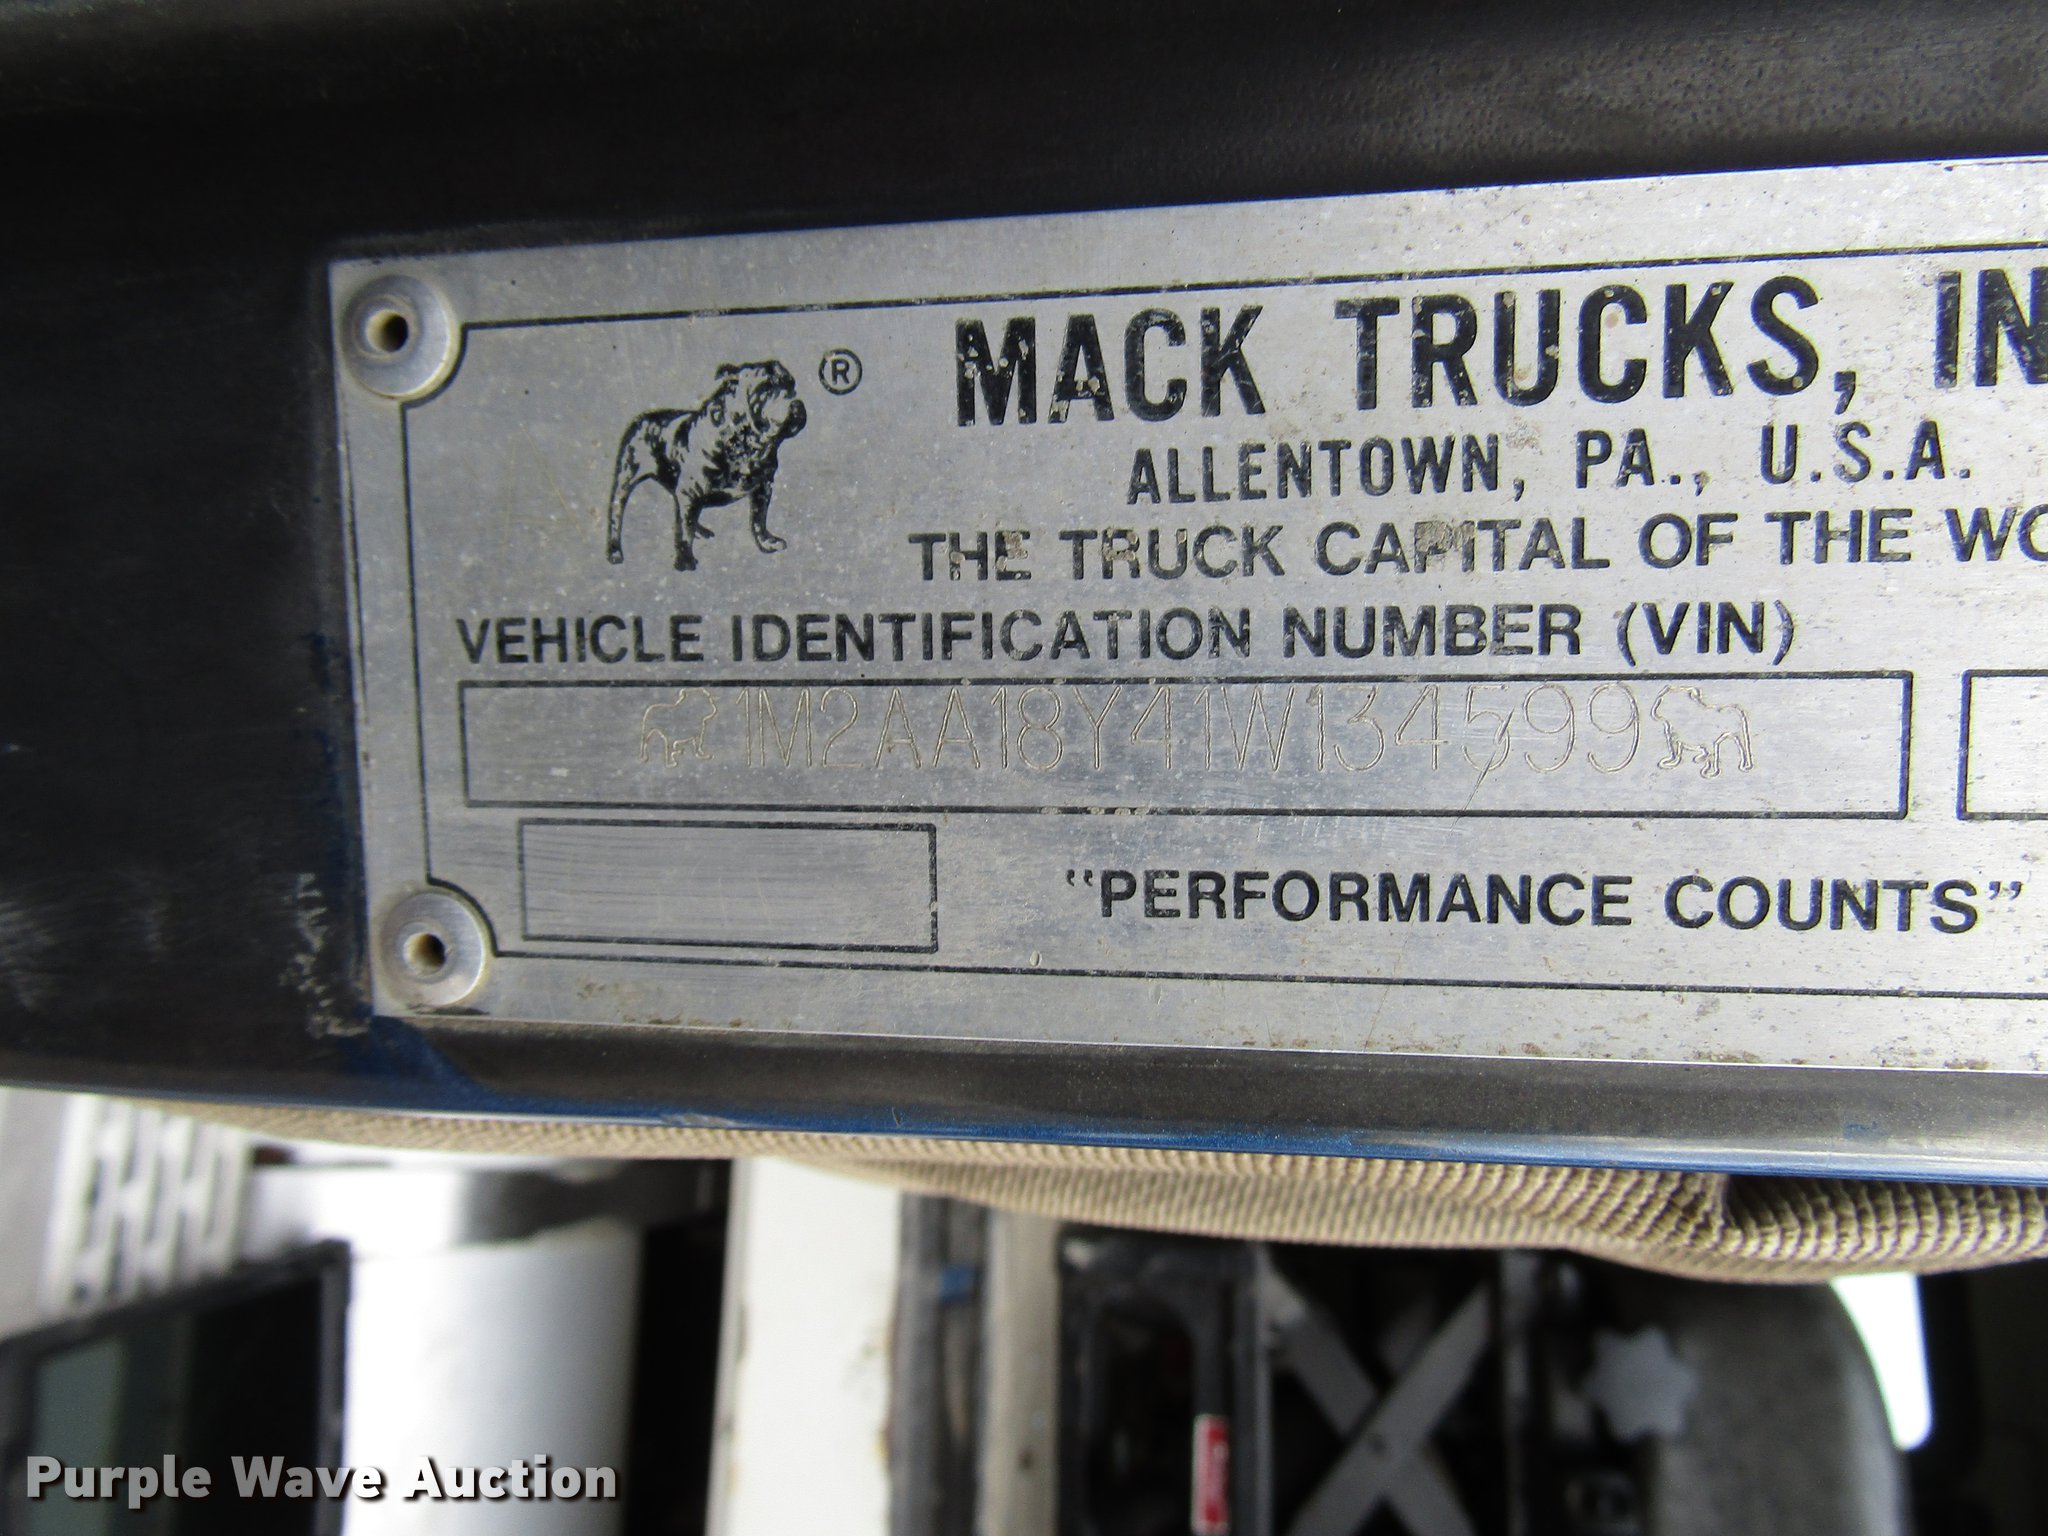 ®
MACK TRUCKS, IN
ALLENTOWN, PA., U.S.A.
THE TRUCK CAPITAL OF THE WO
VEHICLE IDENTIFICATION NUMBER (VIN)
1M2AA18Y41W134599
"PERFORMANCE COUNTS"
Purple Wave Auction